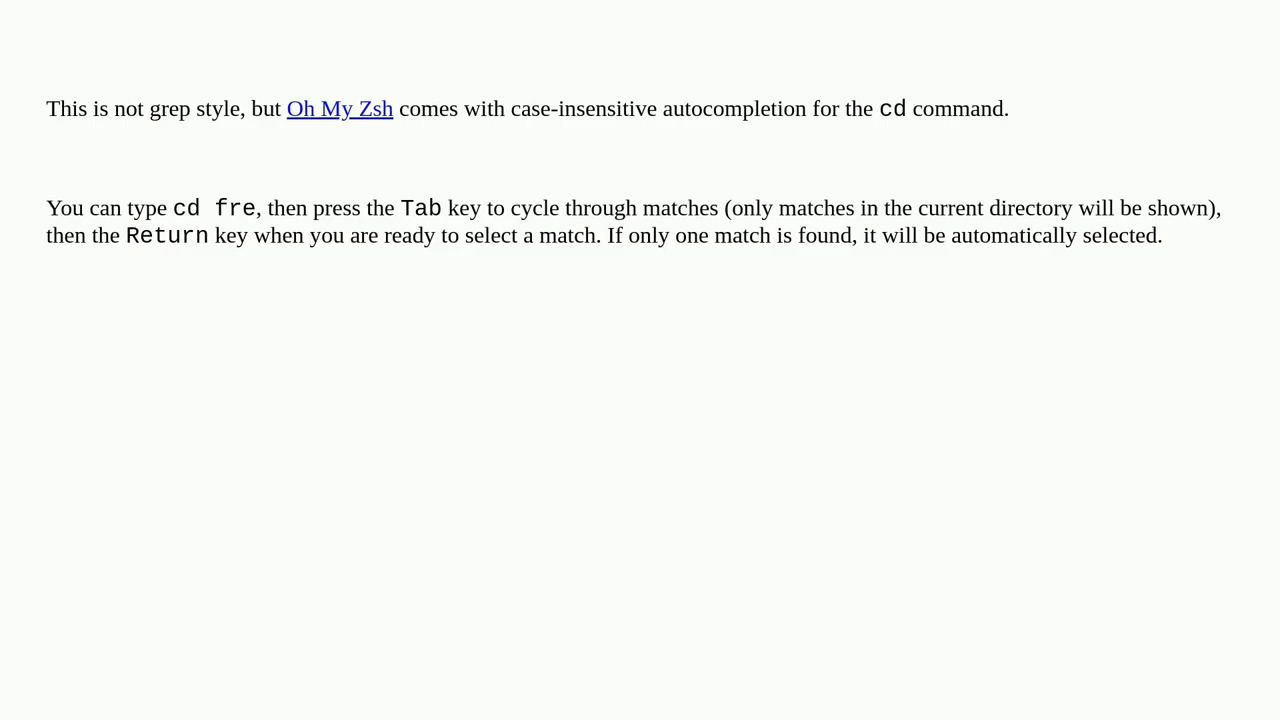 This is not grep style, but Oh My Zsh comes with case-insensitive autocompletion for the cd command.
You can type cd fre, then press the Tab key to cycle through matches (only matches in the current directory will be shown),
then the Return key when you are ready to select a match. If only one match is found, it will be automatically selected.